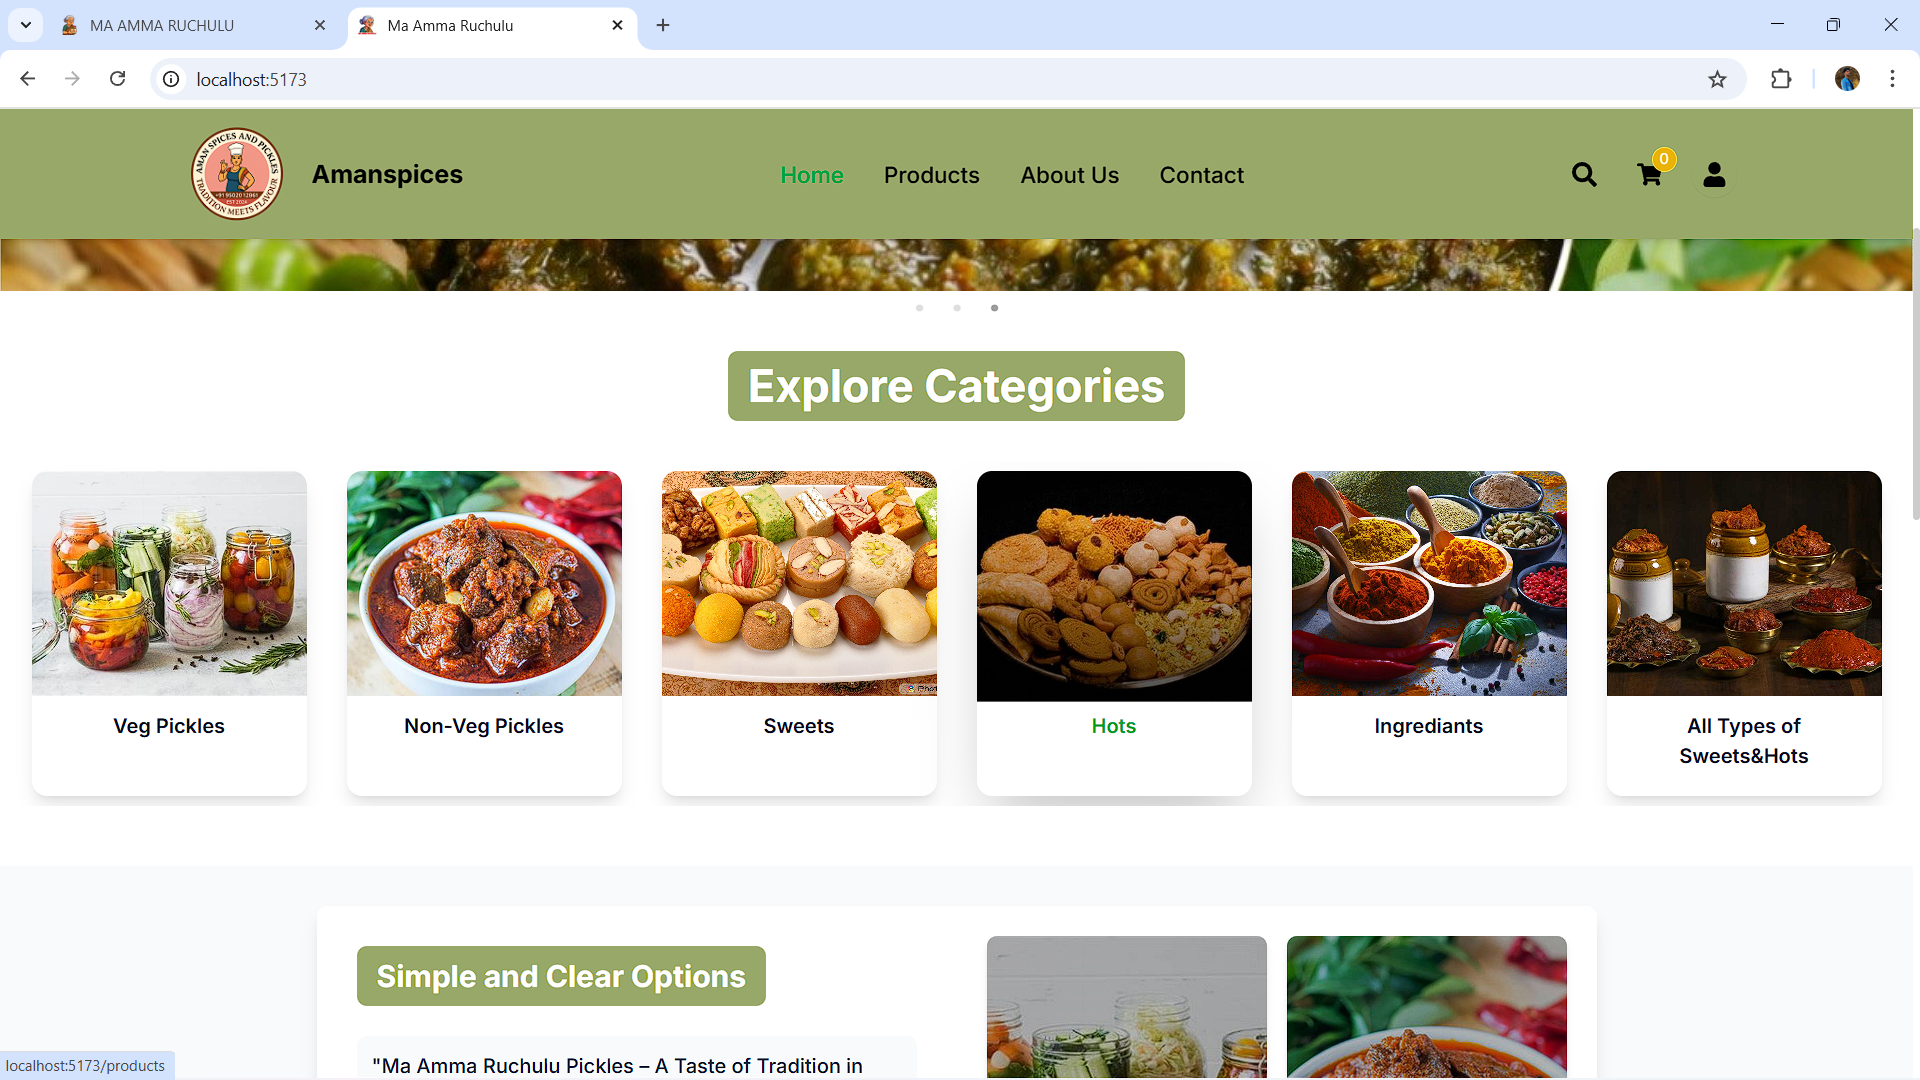 MA AMMA RUCHULU
Ma Amma Ruchulu
localhost:5173
AMAN SPICES AND PICKLES
EST 2024
TRADITION MEETS FLAVOUR
Amanspices
Home
Products
About Us
Contact
0
Explore Categories
Veg Pickles
Non-Veg Pickles
Sweets
Hots
Ingrediants
All Types of
Sweets&Hots
Simple and Clear Options
"Ma Amma Ruchulu Pickles – A Taste of Tradition in
localhost:5173/products